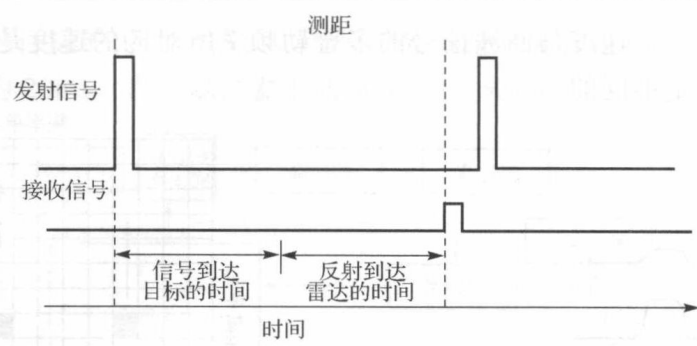 测距
发射信号
接收信号
信号到达
目标的时间
反射到达
雷达的时间
时间